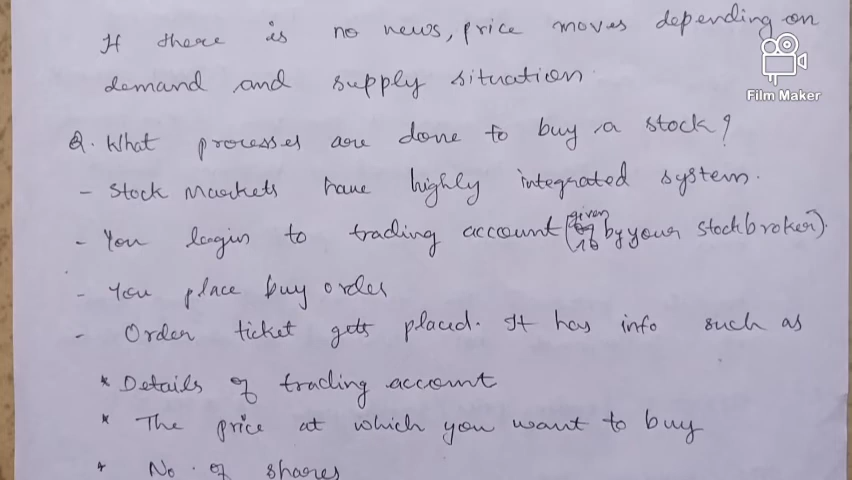 If there is no news, price moves depending on
demand and supply situation.
Film Maker
Q. What processes are done to buy a stock?
- Stock Markets have highly integrated system.
- You login to trading account (given by your stockbroker).
- You place buy order
- Order ticket gets placed. It has info such as
* Details of trading account
* The price at which you want to buy
* No. of shares